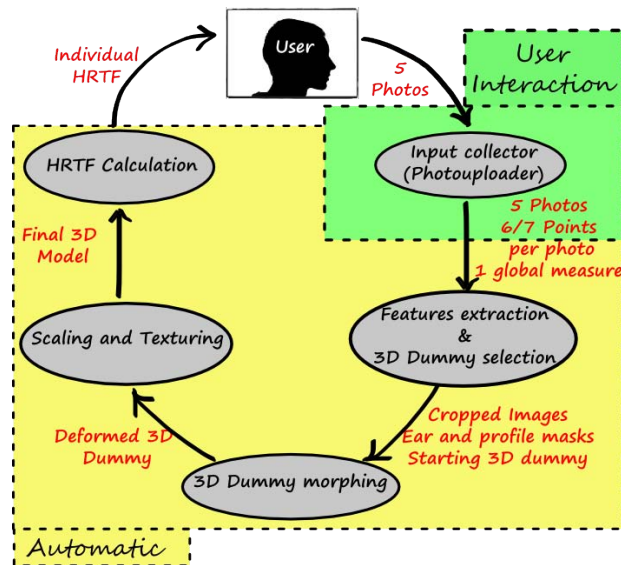 User
Individual
HRTF
5
Photos
User
Interaction
Input collector
(Photouploader)
5 Photos
6/7 Points
per photo
1 global measure
Features extraction
&
3D Dummy selection
Cropped Images
Ear and profile masks
Starting 3D dummy
3D Dummy morphing
Deformed 3D
Dummy
Scaling and Texturing
Final 3D
Model
HRTF Calculation
Automatic